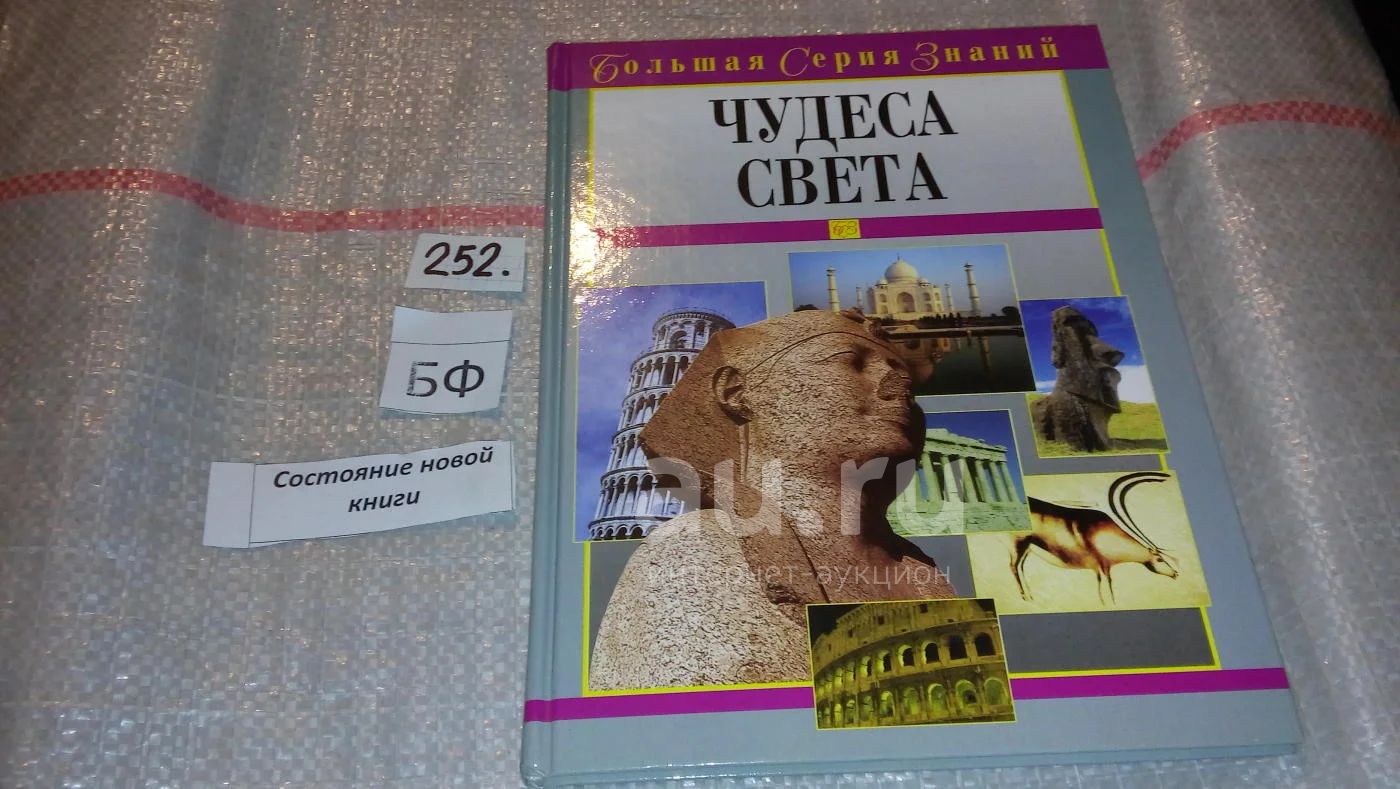 Большая Серия Знаний
ЧУДЕСА
СВЕТА
252.
БФ
Состояние новой
книги
au.ru
интернет-аукцион